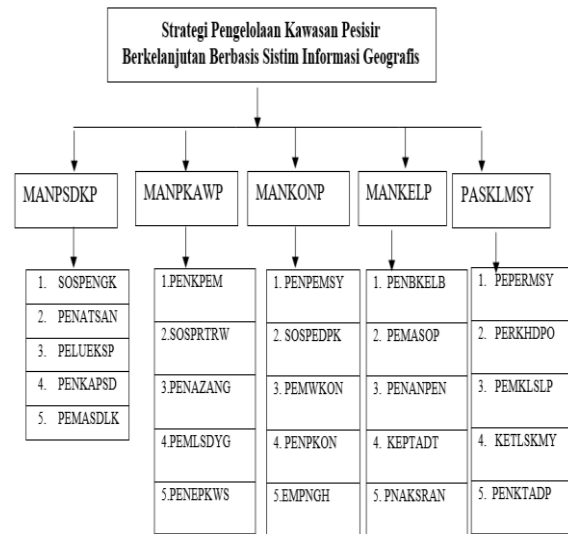 Strategi Pengelolaan Kawasan Pesisir
Berkelanjutan Berbasis Sistim Informasi Geografis
MANPSDKP
MANPKAWP
MANKONP
MANKELP
PASKLMSY
1. SOSPENGK
2. PENATSAN
3. PELUEKSP
4. PENKAPSD
5. PEMASDLK
1.PENKPEM
2.SOSPRTRW
3.PENAZANG
4.PEMLSDYG
5.PENEPKWS
1. PENPEMSY
2. SOSPEDPK
3. PEMWKON
4. PENPKON
5.EMPNGH
1. PENBKELB
2. PEMASOP
3. PENANPEN
4. KEPTADT
5. PNAKSRAN
1. PEPERMSY
2. PERKHDPO
3. PEMKLSLP
4. KETLSKMY
5. PENKTADP